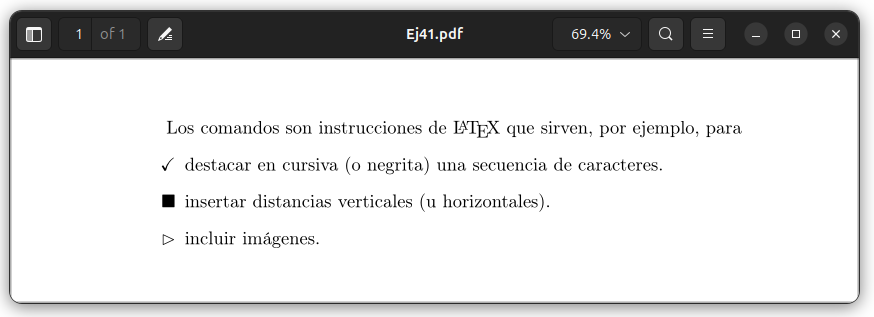 1 of 1 Ej41.pdf 69.4%
Los comandos son instrucciones de LATEX que sirven, por ejemplo, para
✓ destacar en cursiva (o negrita) una secuencia de caracteres.
■ insertar distancias verticales (u horizontales).
▷ incluir imágenes.